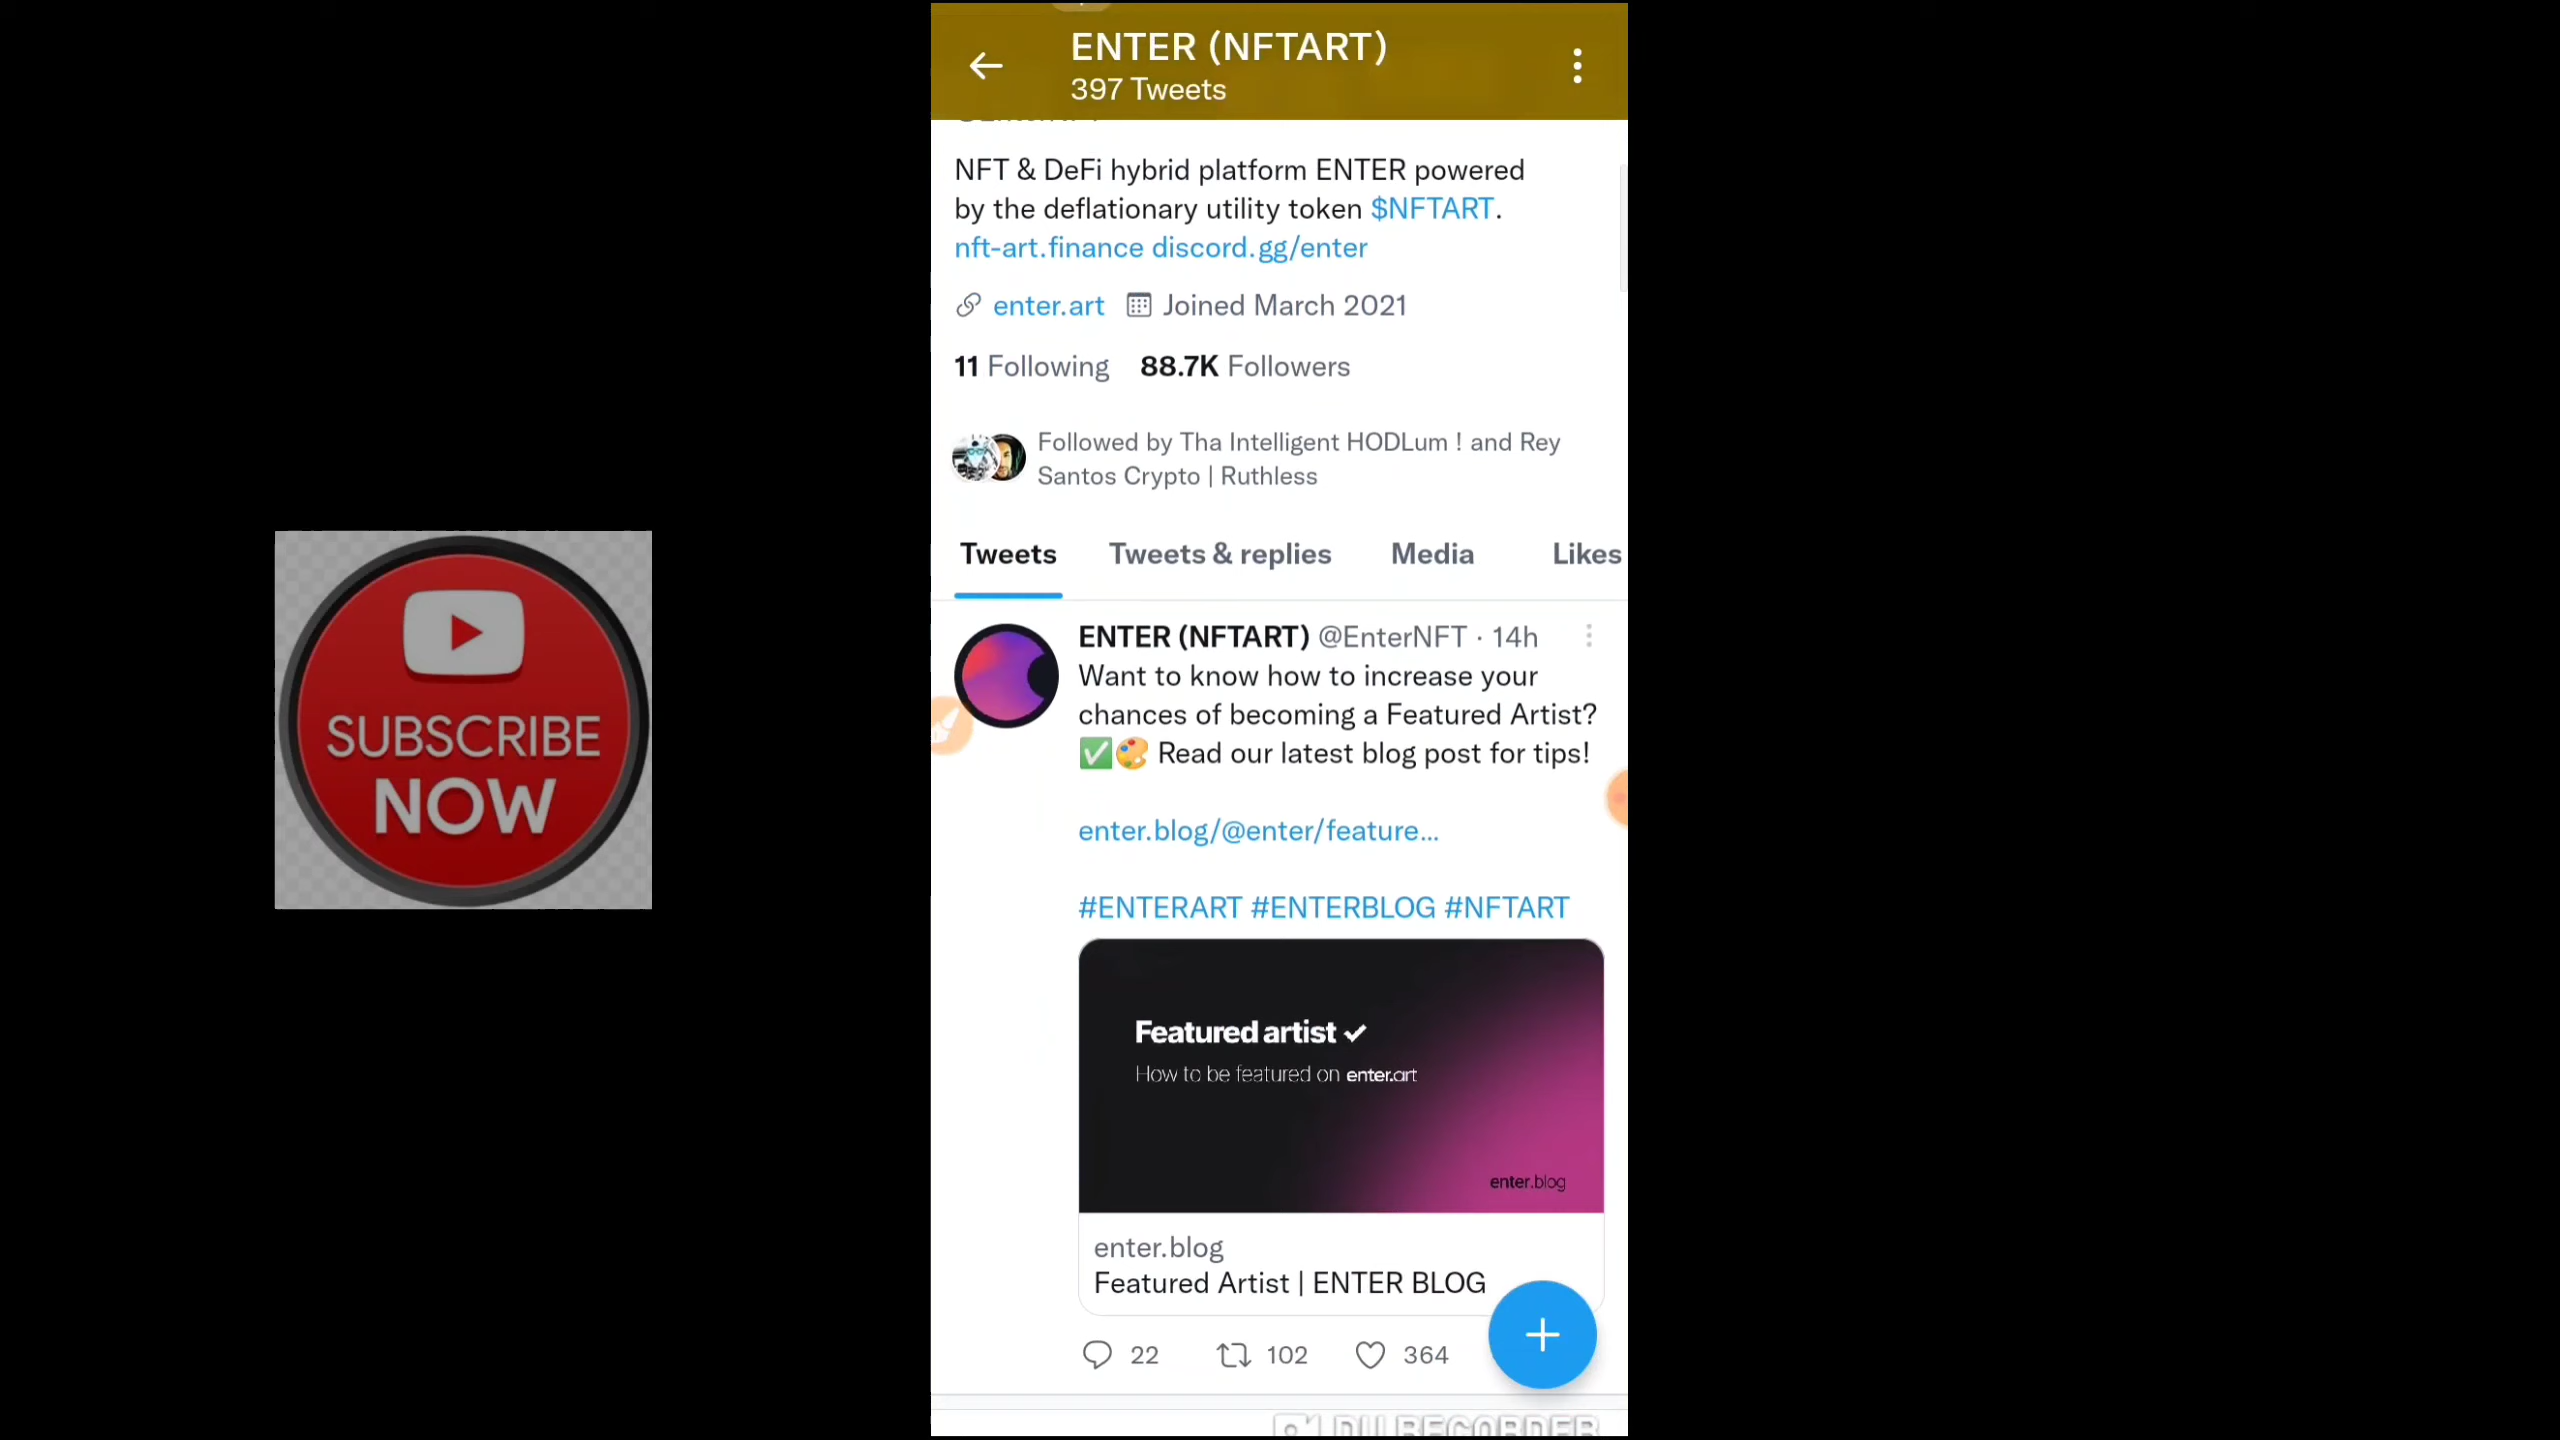 ENTER (NFTART)
397 Tweets
NFT & DeFi hybrid platform ENTER powered
by the deflationary utility token $NFTART.
nft-art.finance discord.gg/enter
enter.art Joined March 2021
11 Following 88.7K Followers
Followed by Tha Intelligent HODLum ! and Rey
Santos Crypto | Ruthless
Tweets Tweets & replies Media Likes
ENTER (NFTART) @EnterNFT · 14h
Want to know how to increase your
chances of becoming a Featured Artist?
✅🎨 Read our latest blog post for tips!
enter.blog/@enter/feature...
#ENTERART #ENTERBLOG #NFTART
Featured artist ✓
How to be featured on enter.art
enter.blog
enter.blog
Featured Artist | ENTER BLOG
22 102 364
SUBSCRIBE
NOW
DU RECORDER